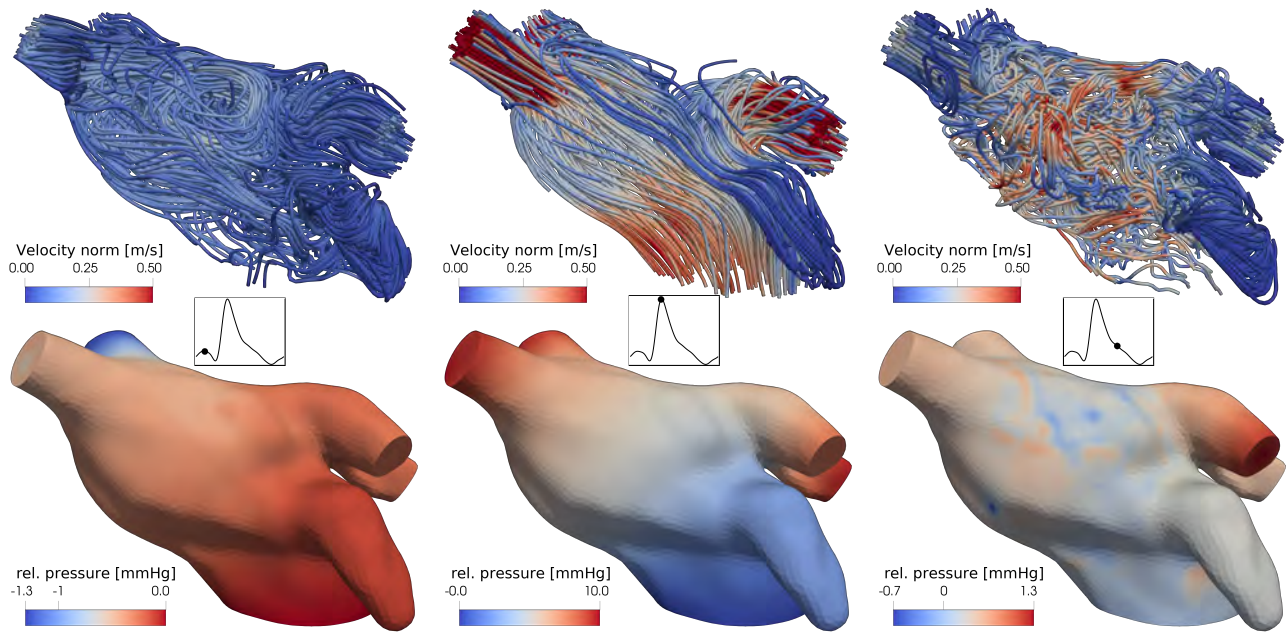 Velocity norm [m/s]
0.00 0.25 0.50
Velocity norm [m/s]
0.00 0.25 0.50
Velocity norm [m/s]
0.00 0.25 0.50
rel. pressure [mmHg]
-1.3 -1 0.0
rel. pressure [mmHg]
-0.0 10.0
rel. pressure [mmHg]
-0.7 0 1.3